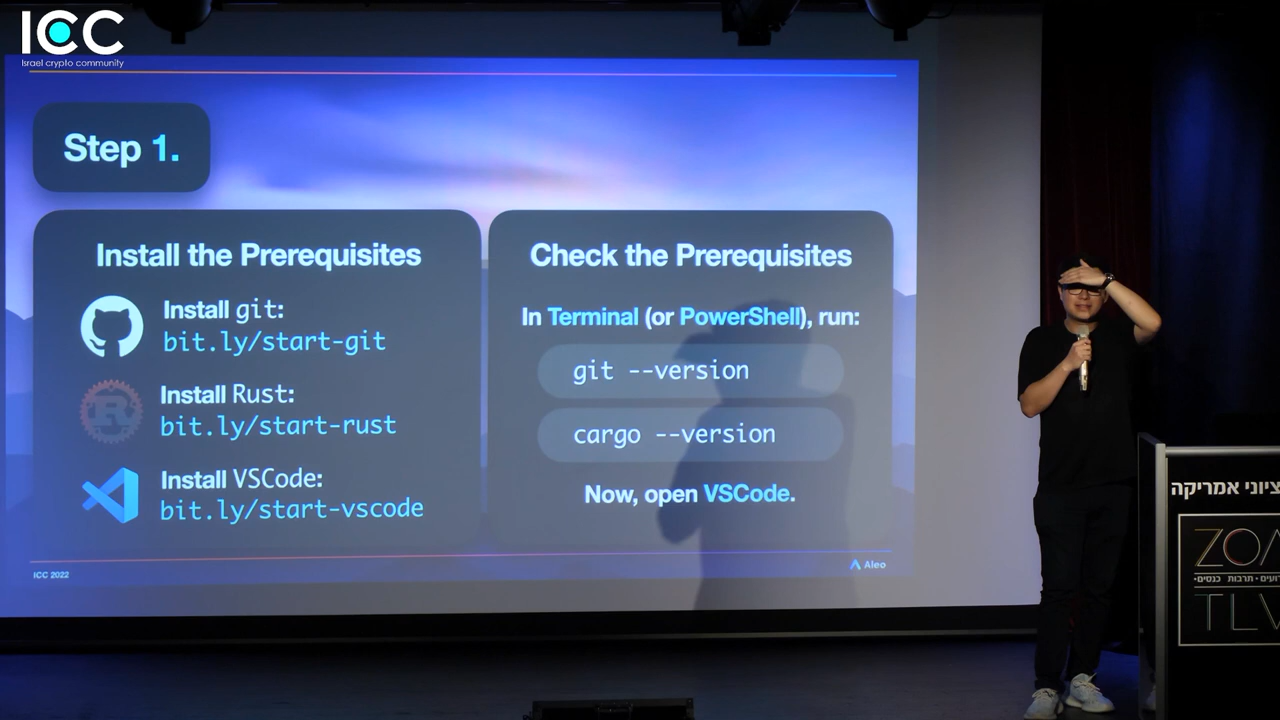 ICC
Israel crypto community
Step 1.
Install the Prerequisites
Install git:
bit.ly/start-git
Install Rust:
bit.ly/start-rust
Install VSCode:
bit.ly/start-vscode
Check the Prerequisites
In Terminal (or PowerShell), run:
git --version
cargo --version
Now, open VSCode.
ICC 2022
Aleo
ציוני אמריקה
ZOA
תרבות • כנסים•
TLV